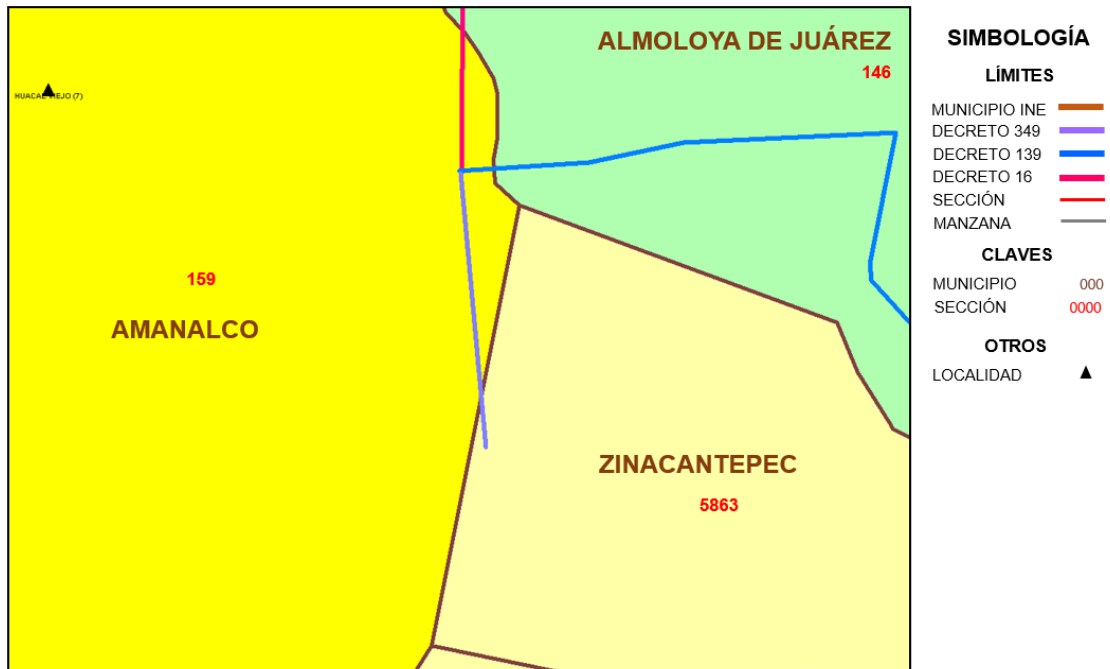 ALMOLOYA DE JUÁREZ
146
(7)
159
AMANALCO
ZINACANTEPEC
5863
SIMBOLOGÍA
LÍMITES
MUNICIPIO INE
DECRETO 349
DECRETO 139
DECRETO 16
SECCIÓN
MANZANA
CLAVES
MUNICIPIO 000
SECCIÓN 0000
OTROS
LOCALIDAD